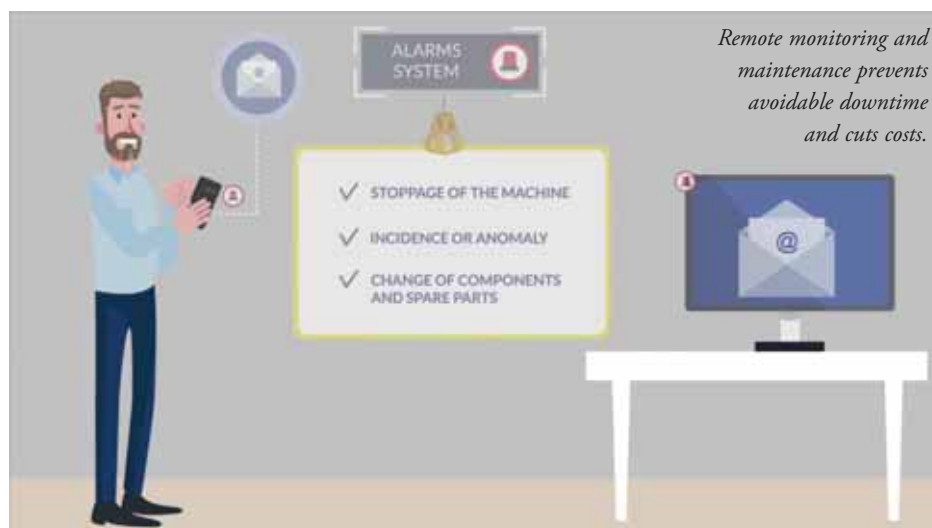 ALARMS
SYSTEM
Remote monitoring and
maintenance prevents
avoidable downtime
and cuts costs.
STOPPAGE OF THE MACHINE
INCIDENCE OR ANOMALY
CHANGE OF COMPONENTS
AND SPARE PARTS
@